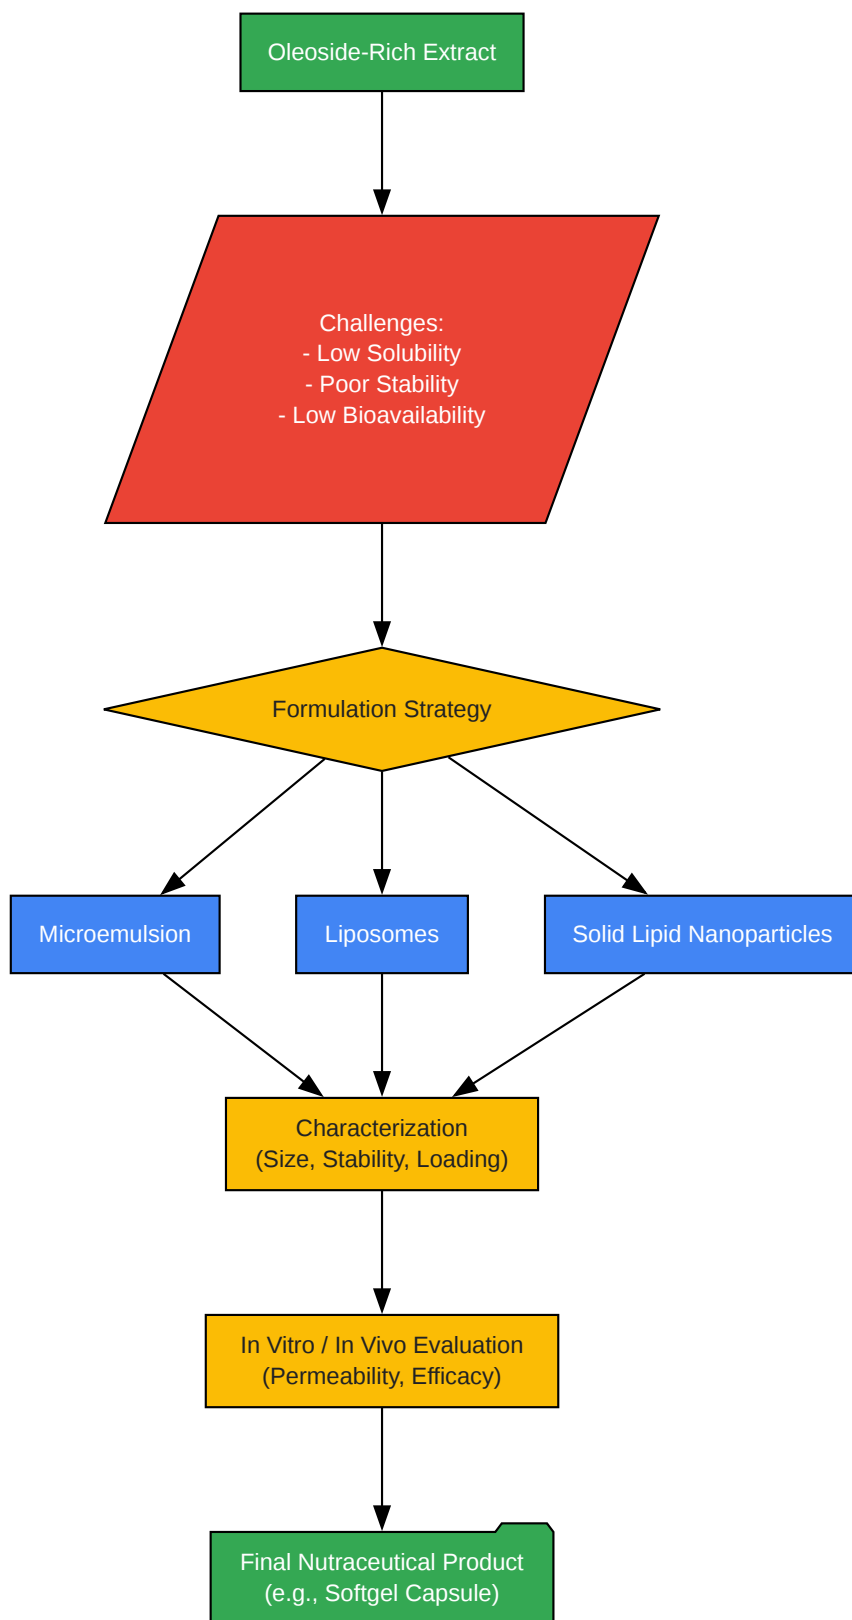 Oleoside-Rich Extract
Challenges:
- Low Solubility
- Poor Stability
- Low Bioavailability
Formulation Strategy
Microemulsion
Liposomes
Solid Lipid Nanoparticles
Characterization
(Size, Stability, Loading)
In Vitro / In Vivo Evaluation
(Permeability, Efficacy)
Final Nutraceutical Product
(e.g., Softgel Capsule)